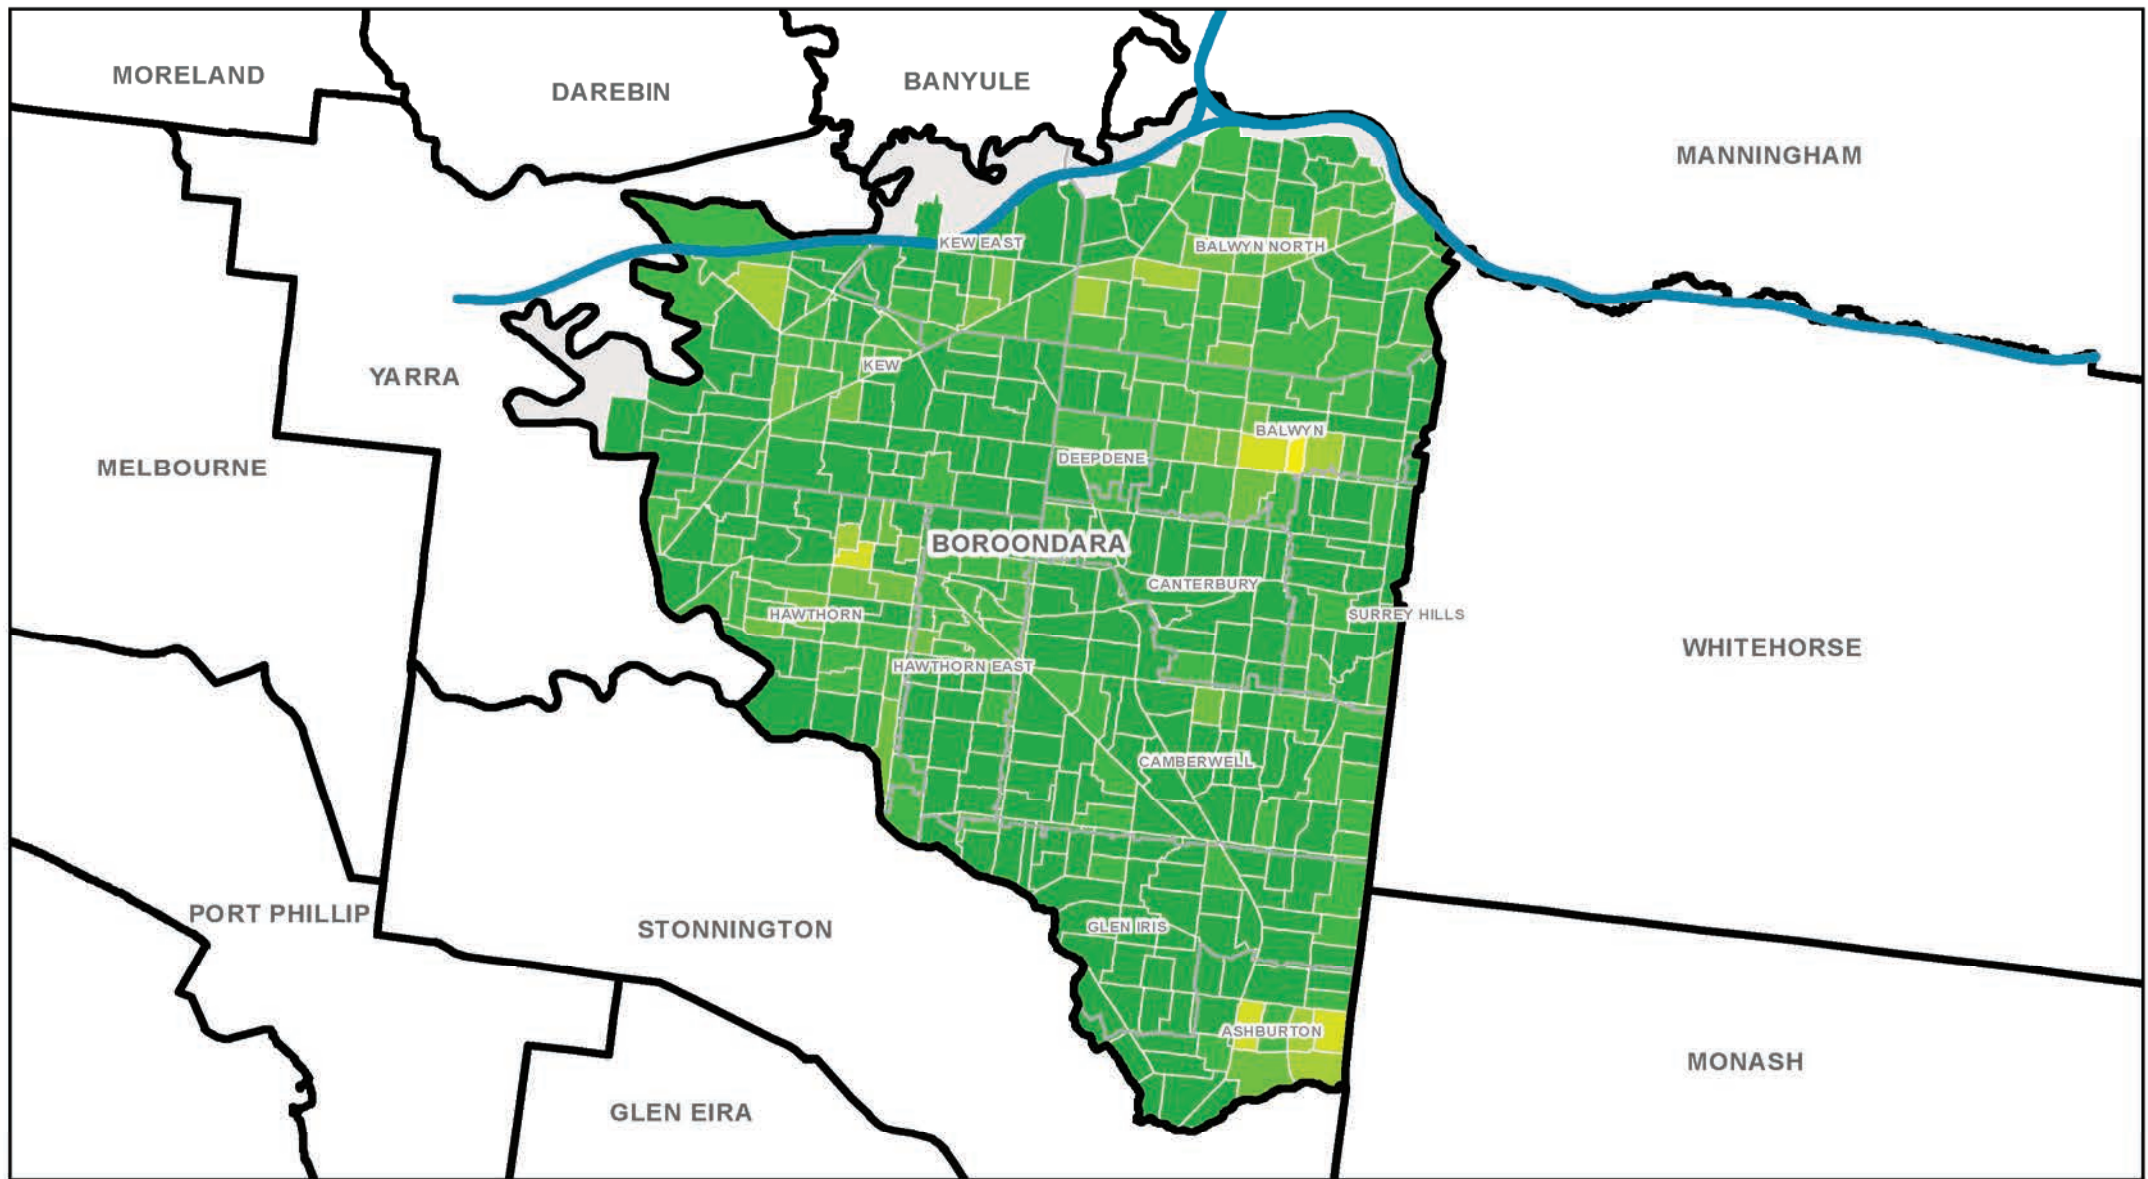 MORELAND
DAREBIN
BANYULE
MANNINGHAM
KEW EAST
BALWYN NORTH
KEW
YARRA
BALWYN
DEEPDENE
MELBOURNE
BOROONDARA
CANTERBURY
HAWTHORN
SURREY HILLS
WHITEHORSE
HAWTHORN EAST
CAMBERWELL
PORT PHILLIP
STONNINGTON
GLEN IRIS
ASHBURTON
MONASH
GLEN EIRA